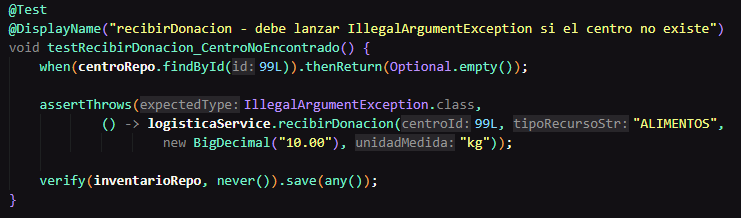 @Test
@DisplayName("recibirDonacion - debe lanzar IllegalArgumentException si el centro no existe")
void testRecibirDonacion_CentroNoEncontrado() {
    when(centroRepo.findById(id: 99L)).thenReturn(Optional.empty());

    assertThrows(expectedType: IllegalArgumentException.class,
            () -> logisticaService.recibirDonacion(centroId: 99L, tipoRecursoStr: "ALIMENTOS",
                    new BigDecimal("10.00"), unidadMedida: "kg"));

    verify(inventarioRepo, never()).save(any());
}